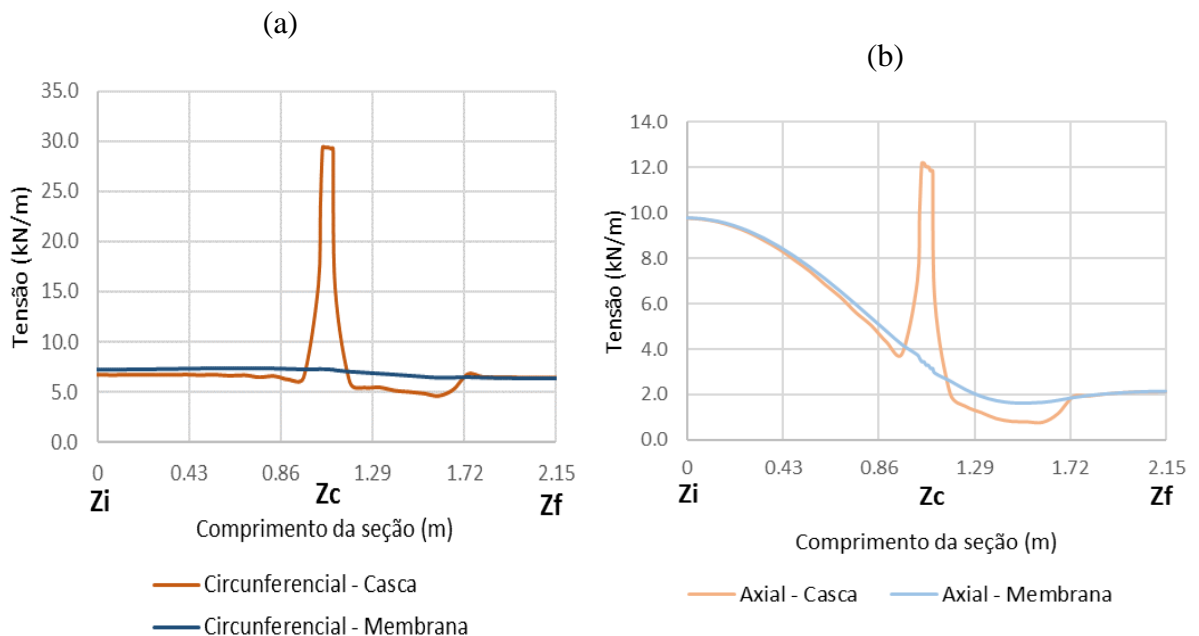 (a)
35.0
30.0
25.0
20.0
15.0
10.0
5.0
0.0
Tensão (kN/m)
0 0.43 0.86 1.29 1.72 2.15
Zi Zc Zf
Comprimento da seção (m)
Circunferencial - Casca
Circunferencial - Membrana
(b)
14.0
12.0
10.0
8.0
6.0
4.0
2.0
0.0
Tensão (kN/m)
0 0.43 0.86 1.29 1.72 2.15
Zi Zc Zf
Comprimento da seção (m)
Axial - Casca Axial - Membrana